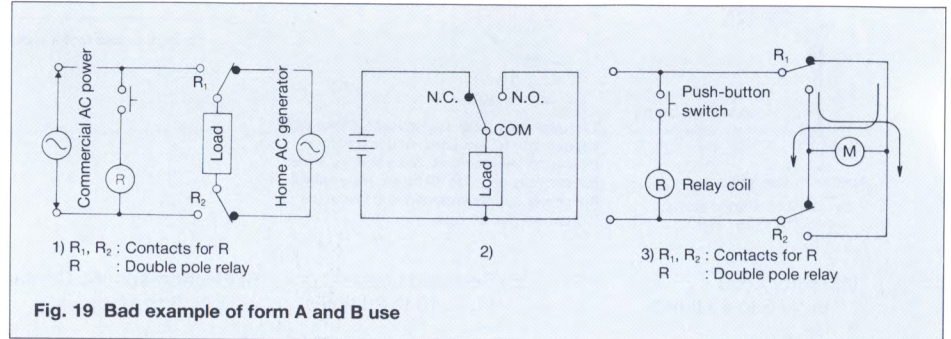 Commercial AC power
R
R₁
Load
R₂
Home AC generator
1) R₁, R₂ : Contacts for R
R : Double pole relay
N.C.
N.O.
COM
Load
2)
R₁
Push-button
switch
M
R
Relay coil
R₂
3) R₁, R₂ : Contacts for R
R : Double pole relay
Fig. 19 Bad example of form A and B use